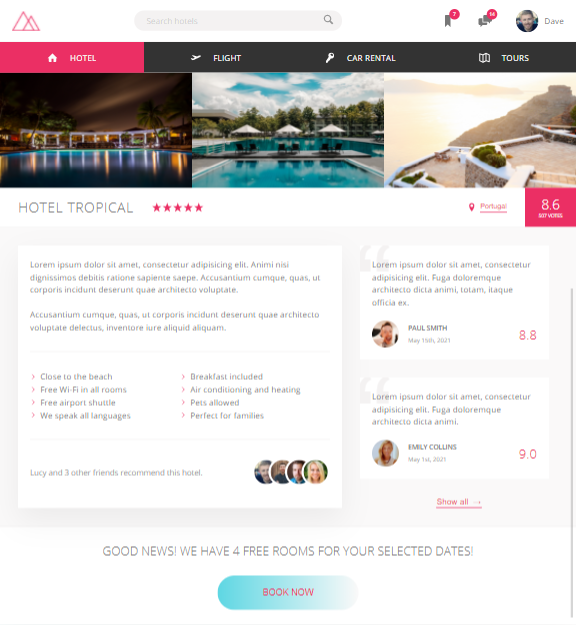 Search hotels
7
14
Dave
HOTEL
FLIGHT
CAR RENTAL
TOURS
HOTEL TROPICAL
Portugal
8.6
107 VOTES
Lorem ipsum dolor sit amet, consectetur adipisicing elit. Animi nisi
dignissimos debitis ratione sapiente saepe. Accusantium cumque, quas, ut
corporis incidunt deserunt quae architecto voluptate.
Accusantium cumque, quas, ut corporis incidunt deserunt quae architecto
voluptate delectus, inventore iure aliquid aliquam.
Close to the beach
Breakfast included
Free Wi-Fi in all rooms
Air conditioning and heating
Free airport shuttle
Pets allowed
We speak all languages
Perfect for families
Lucy and 3 other friends recommend this hotel.
Lorem ipsum dolor sit amet, consectetur
adipisicing elit. Fuga doloremque
architecto dicta animi, totam, itaque
officia ex.
PAUL SMITH
May 16th, 2021
8.8
Lorem ipsum dolor sit amet, consectetur
adipisicing elit. Fuga doloremque
architecto dicta animi.
EMILY COLLINS
May 1st, 2021
9.0
Show all →
GOOD NEWS! WE HAVE 4 FREE ROOMS FOR YOUR SELECTED DATES!
BOOK NOW